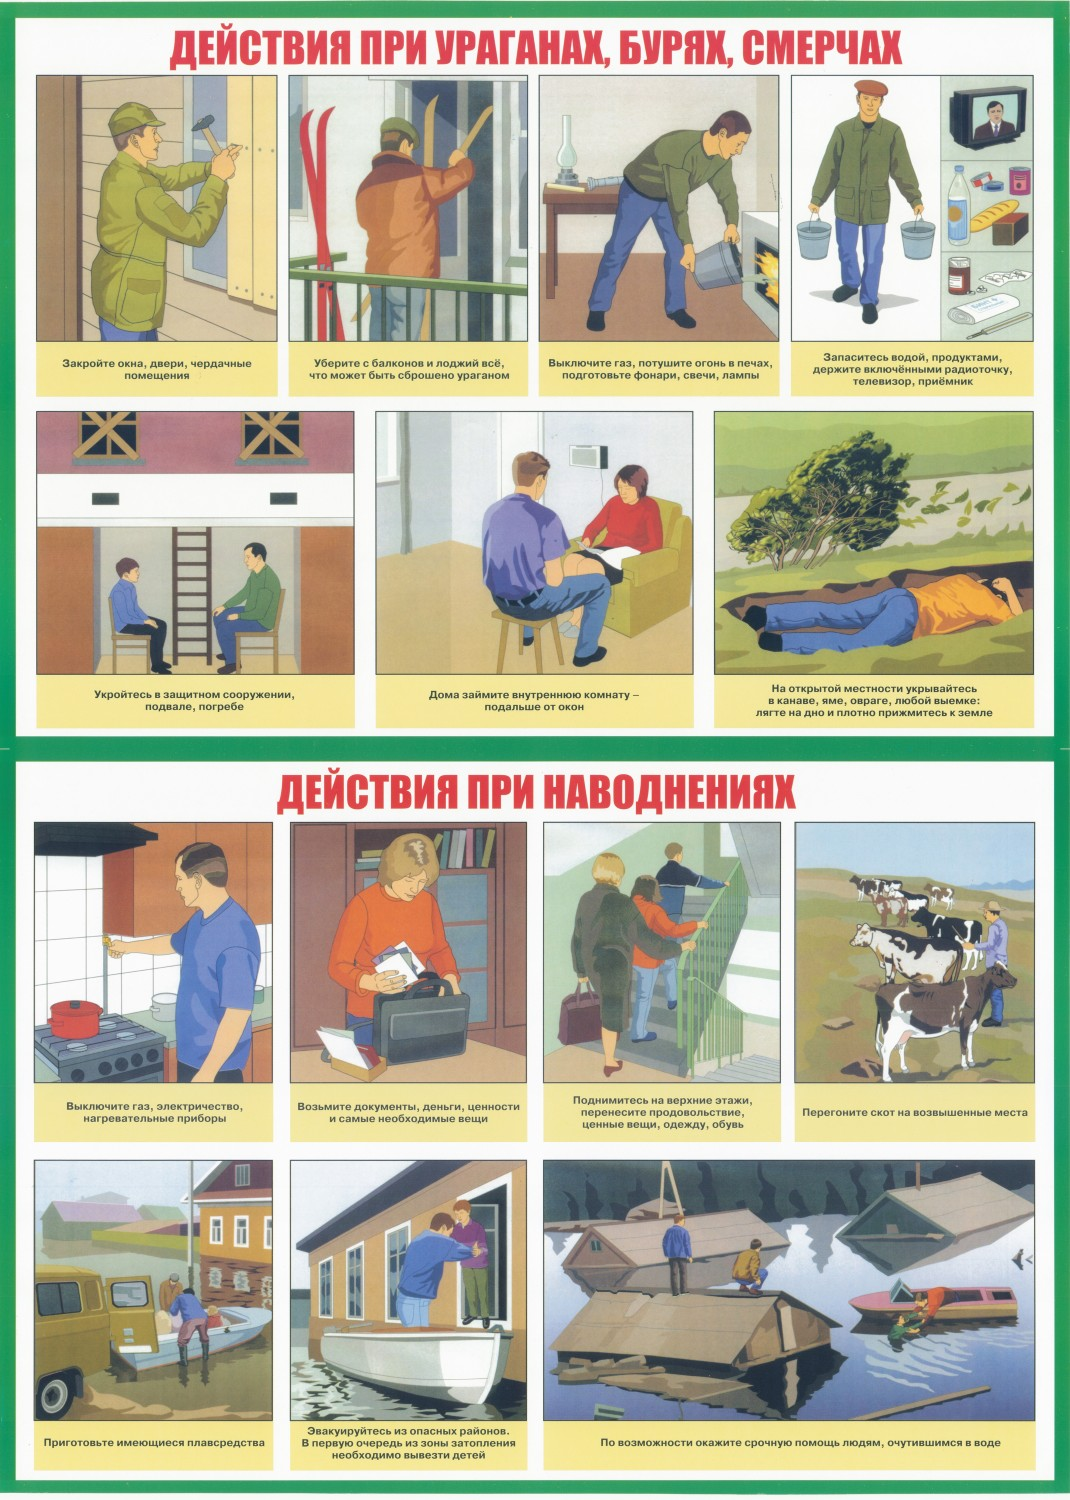 ДЕЙСТВИЯ ПРИ УРАГАНАХ, БУРЯХ, СМЕРЧАХ
Закройте окна, двери, чердачные
помещения
Уберите с балконов и лоджий всё,
что может быть сброшено ураганом
Выключите газ, потушите огонь в печах,
подготовьте фонари, свечи, лампы
Запаситесь водой, продуктами,
держите включёнными радиоточку,
телевизор, приёмник
Укройтесь в защитном сооружении,
подвале, погребе
Дома займите внутреннюю комнату –
подальше от окон
На открытой местности укрывайтесь
в канаве, яме, овраге, любой выемке:
лягте на дно и плотно прижмитесь к земле
ДЕЙСТВИЯ ПРИ НАВОДНЕНИЯХ
Выключите газ, электричество,
нагревательные приборы
Возьмите документы, деньги, ценности
и самые необходимые вещи
Поднимитесь на верхние этажи,
перенесите продовольствие,
ценные вещи, одежду, обувь
Перегоните скот на возвышенные места
Приготовьте имеющиеся плавсредства
Эвакуируйтесь из опасных районов.
В первую очередь из зоны затопления
необходимо вывезти детей
По возможности окажите срочную помощь людям, очутившимся в воде